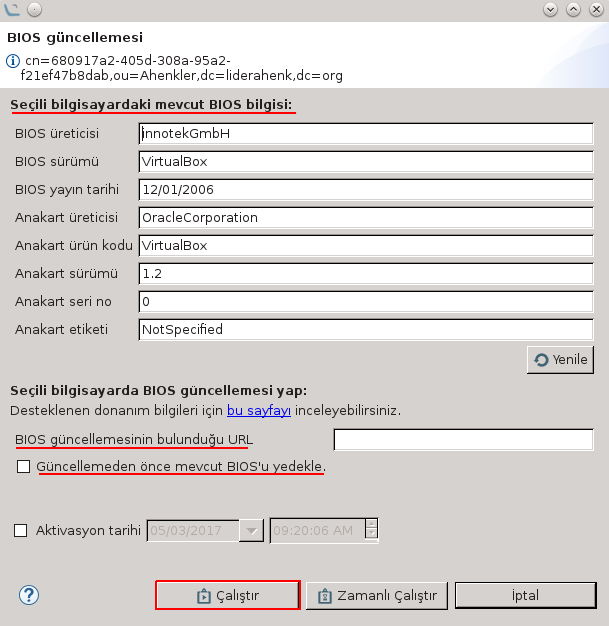 BIOS güncellemesi
cn=680917a2-405d-308a-95a2-
f21ef47b8dab,ou=Ahenkler,dc=liderahenk,dc=org
Seçili bilgisayardaki mevcut BIOS bilgisi:
BIOS üreticisi innotekGmbH
BIOS sürümü VirtualBox
BIOS yayın tarihi 12/01/2006
Anakart üreticisi OracleCorporation
Anakart ürün kodu VirtualBox
Anakart sürümü 1.2
Anakart seri no 0
Anakart etiketi NotSpecified
Yenile
Seçili bilgisayarda BIOS güncellemesi yap:
Desteklenen donanım bilgileri için bu sayfayı inceleyebilirsiniz.
BIOS güncellemesinin bulunduğu URL
Güncellemeden önce mevcut BIOS'u yedekle.
Aktivasyon tarihi 05/03/2017 09:20:06 AM
Çalıştır Zamanlı Çalıştır İptal